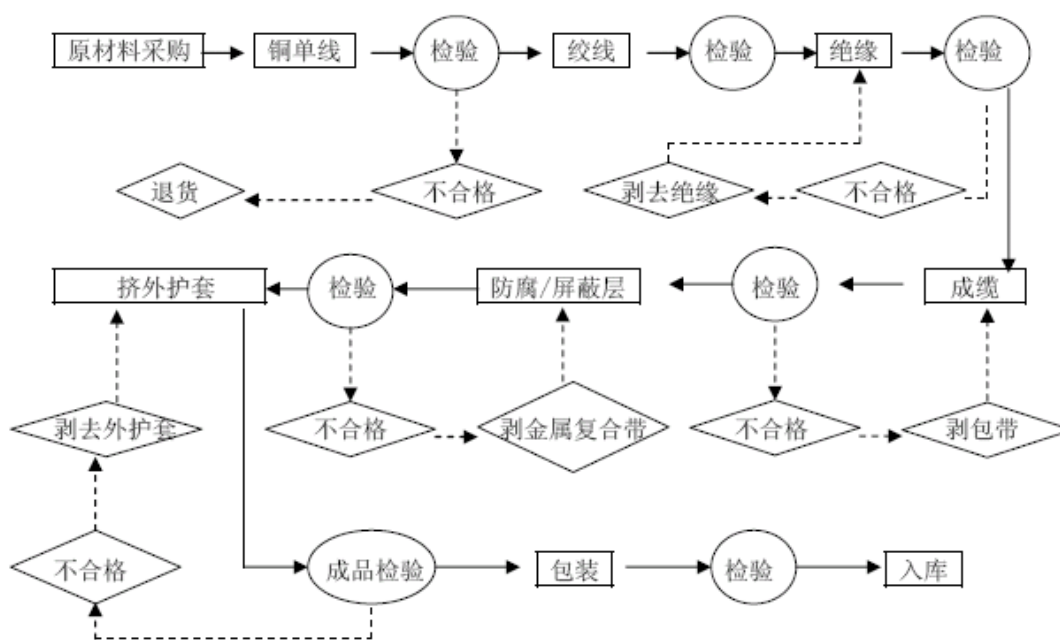 原材料采购
铜单线
检验
绞线
检验
绝缘
检验
退货
不合格
剥去绝缘
不合格
挤外护套
检验
防腐/屏蔽层
检验
成缆
剥去外护套
不合格
剥金属复合带
不合格
剥包带
不合格
成品检验
包装
检验
入库